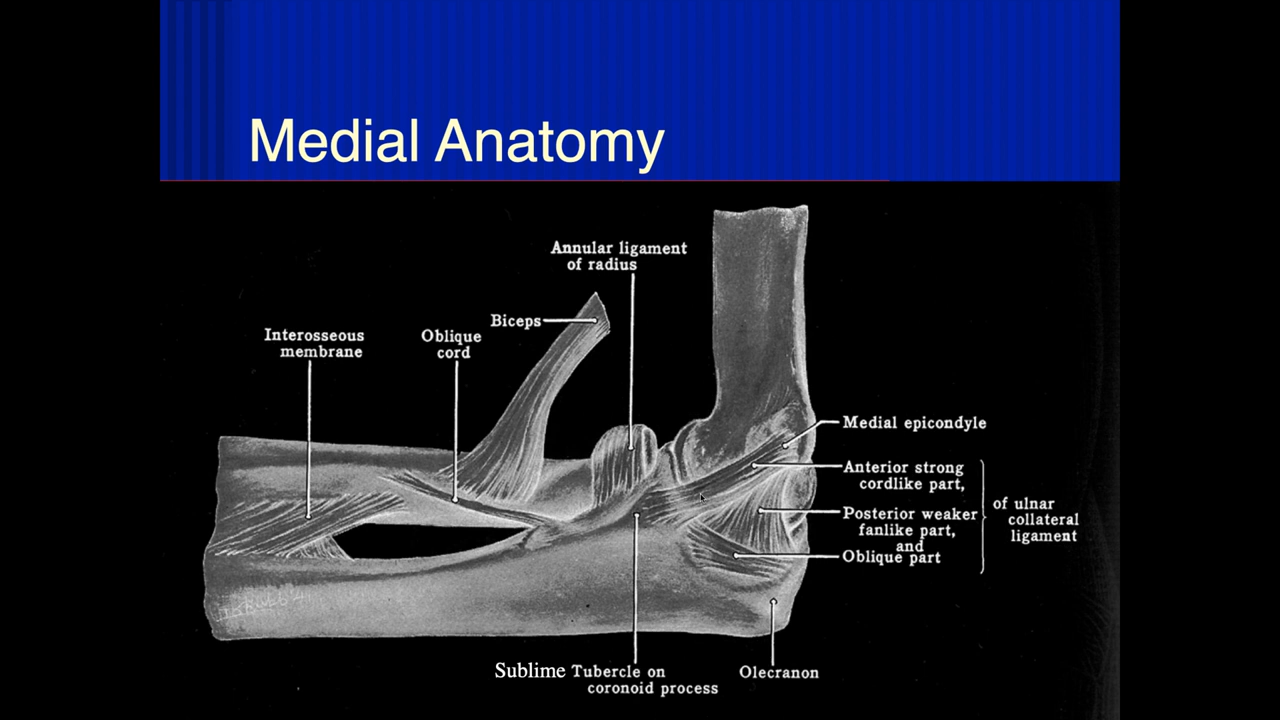 Medial Anatomy
Annular ligament
of radius
Biceps
Interosseous
membrane
Oblique
cord
Medial epicondyle
Anterior strong
cordlike part,
Posterior weaker
fanlike part,
and
Oblique part
of ulnar
collateral
ligament
Sublime Tubercle on
coronoid process
Olecranon